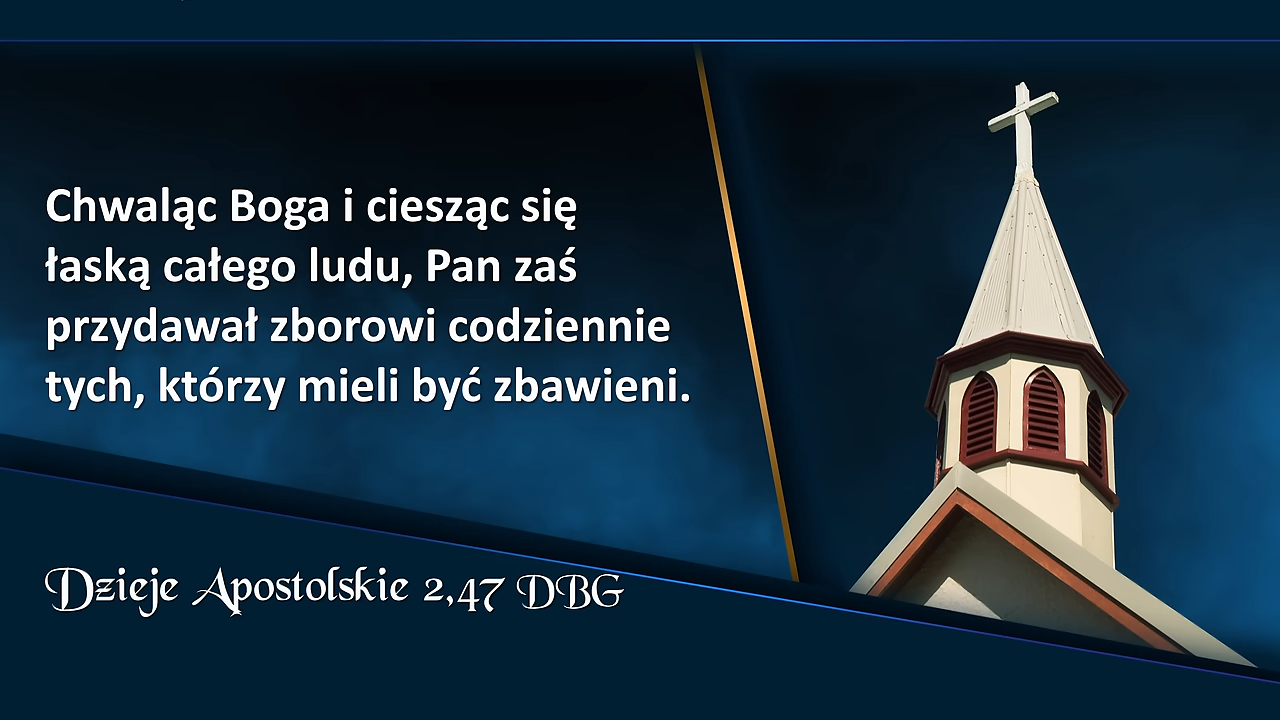 Chwaląc Boga i ciesząc się
łaską całego ludu, Pan zaś
przydawał zborowi codziennie
tych, którzy mieli być zbawieni.
Dzieje Apostolskie 2,47 DBG